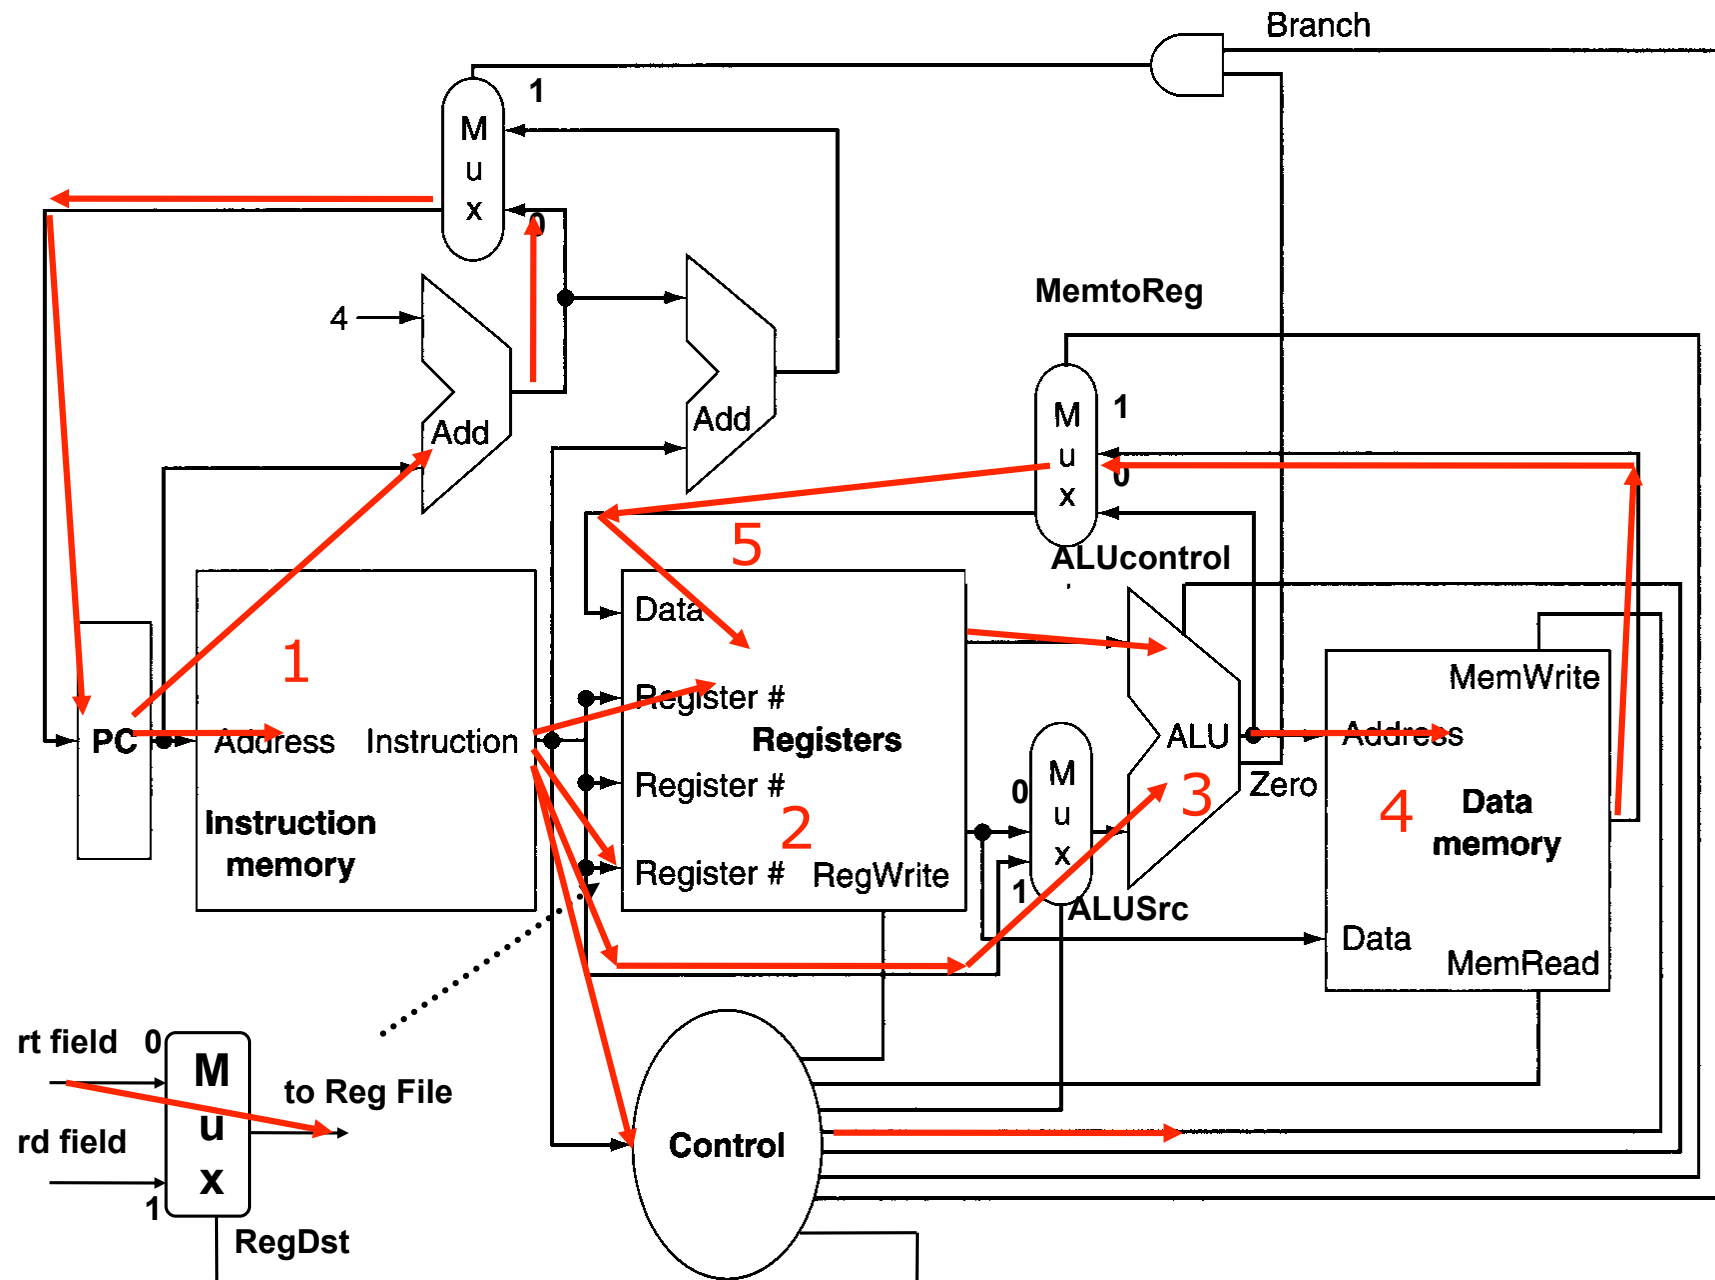 Branch
1
M
u
x
0
4
Add
Add
MemtoReg
1
M
u
x
0
5
ALUcontrol
1
Data
Register #
Registers
Register #
2
Register #
RegWrite
PC
Address
Instruction
Instruction
memory
0
M
u
x
1
ALUSrc
ALU
3
Zero
MemWrite
Address
4
Data
memory
Data
MemRead
rt field
0
M
u
x
to Reg File
rd field
1
RegDst
Control